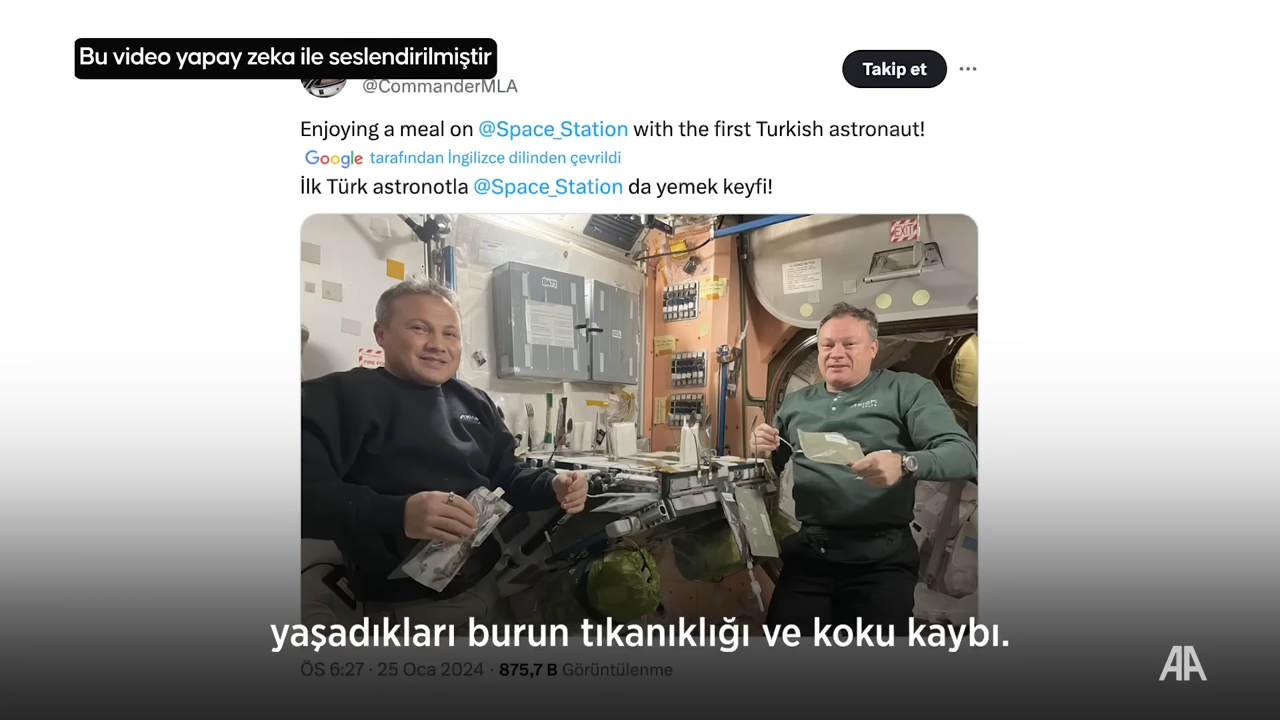 Bu video yapay zeka ile seslendirilmiştir
@CommanderMLA
Takip et
Enjoying a meal on @Space_Station with the first Turkish astronaut!
Google tarafından İngilizce dilinden çevrildi
İlk Türk astronotla @Space_Station da yemek keyfi!
EXIT
yaşadıkları burun tıkanıklığı ve koku kaybı.
ÖS 6:27 · 25 Oca 2024 · 875,7 B Görüntülenme
AA